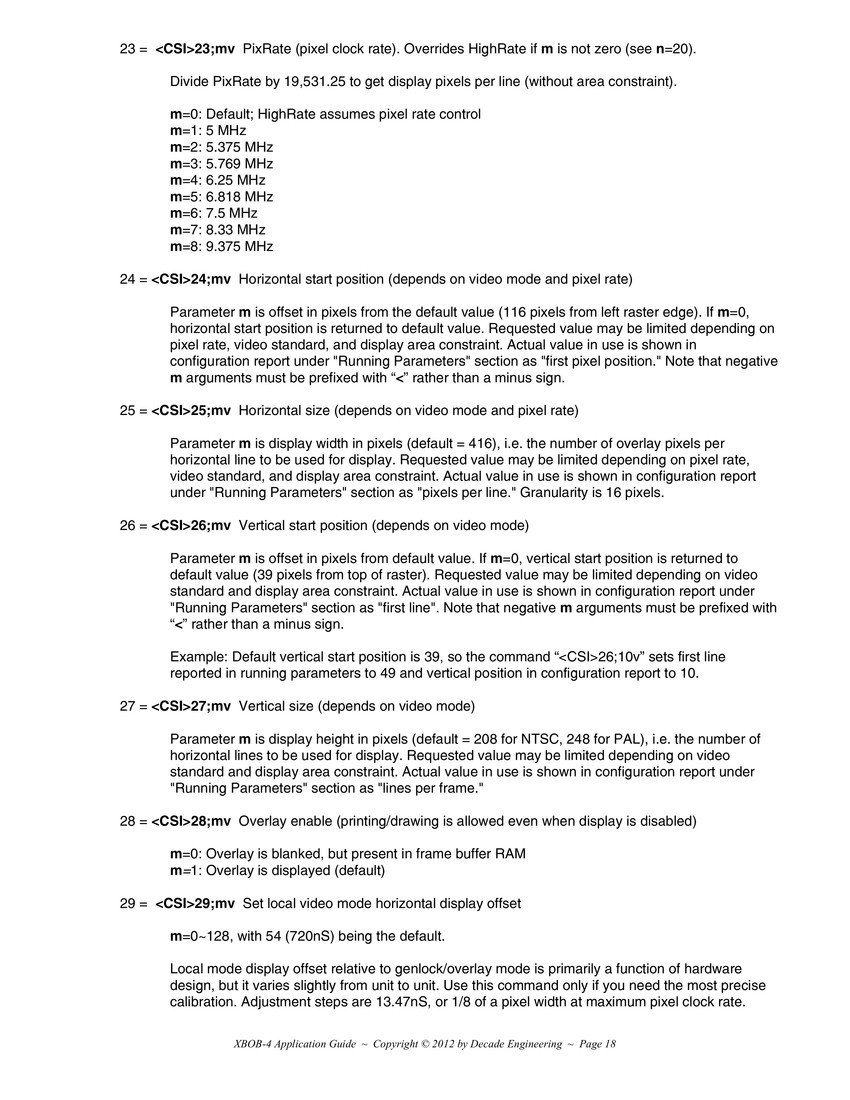 23 =  <CSI>23;mv  PixRate (pixel clock rate). Overrides HighRate if m is not zero (see n=20).
Divide PixRate by 19,531.25 to get display pixels per line (without area constraint).
m=0: Default; HighRate assumes pixel rate control
m=1: 5 MHz
m=2: 5.375 MHz
m=3: 5.769 MHz
m=4: 6.25 MHz
m=5: 6.818 MHz
m=6: 7.5 MHz
m=7: 8.33 MHz
m=8: 9.375 MHz
24 = <CSI>24;mv  Horizontal start position (depends on video mode and pixel rate)
Parameter m is offset in pixels from the default value (116 pixels from left raster edge). If m=0,
horizontal start position is returned to default value. Requested value may be limited depending on
pixel rate, video standard, and display area constraint. Actual value in use is shown in
configuration report under "Running Parameters" section as "first pixel position." Note that negative
m arguments must be prefixed with “<” rather than a minus sign.
25 = <CSI>25;mv  Horizontal size (depends on video mode and pixel rate)
Parameter m is display width in pixels (default = 416), i.e. the number of overlay pixels per
horizontal line to be used for display. Requested value may be limited depending on pixel rate,
video standard, and display area constraint. Actual value in use is shown in configuration report
under "Running Parameters" section as "pixels per line." Granularity is 16 pixels.
26 = <CSI>26;mv  Vertical start position (depends on video mode)
Parameter m is offset in pixels from default value. If m=0, vertical start position is returned to
default value (39 pixels from top of raster). Requested value may be limited depending on video
standard and display area constraint. Actual value in use is shown in configuration report under
"Running Parameters" section as "first line". Note that negative m arguments must be prefixed with
“<” rather than a minus sign.
Example: Default vertical start position is 39, so the command “<CSI>26;10v” sets first line
reported in running parameters to 49 and vertical position in configuration report to 10.
27 = <CSI>27;mv  Vertical size (depends on video mode)
Parameter m is display height in pixels (default = 208 for NTSC, 248 for PAL), i.e. the number of
horizontal lines to be used for display. Requested value may be limited depending on video
standard and display area constraint. Actual value in use is shown in configuration report under
"Running Parameters" section as "lines per frame."
28 = <CSI>28;mv  Overlay enable (printing/drawing is allowed even when display is disabled)
m=0: Overlay is blanked, but present in frame buffer RAM
m=1: Overlay is displayed (default)
29 =  <CSI>29;mv  Set local video mode horizontal display offset
m=0~128, with 54 (720nS) being the default.
Local mode display offset relative to genlock/overlay mode is primarily a function of hardware
design, but it varies slightly from unit to unit. Use this command only if you need the most precise
calibration. Adjustment steps are 13.47nS, or 1/8 of a pixel width at maximum pixel clock rate.
XBOB-4 Application Guide  ~  Copyright © 2012 by Decade Engineering  ~  Page 18